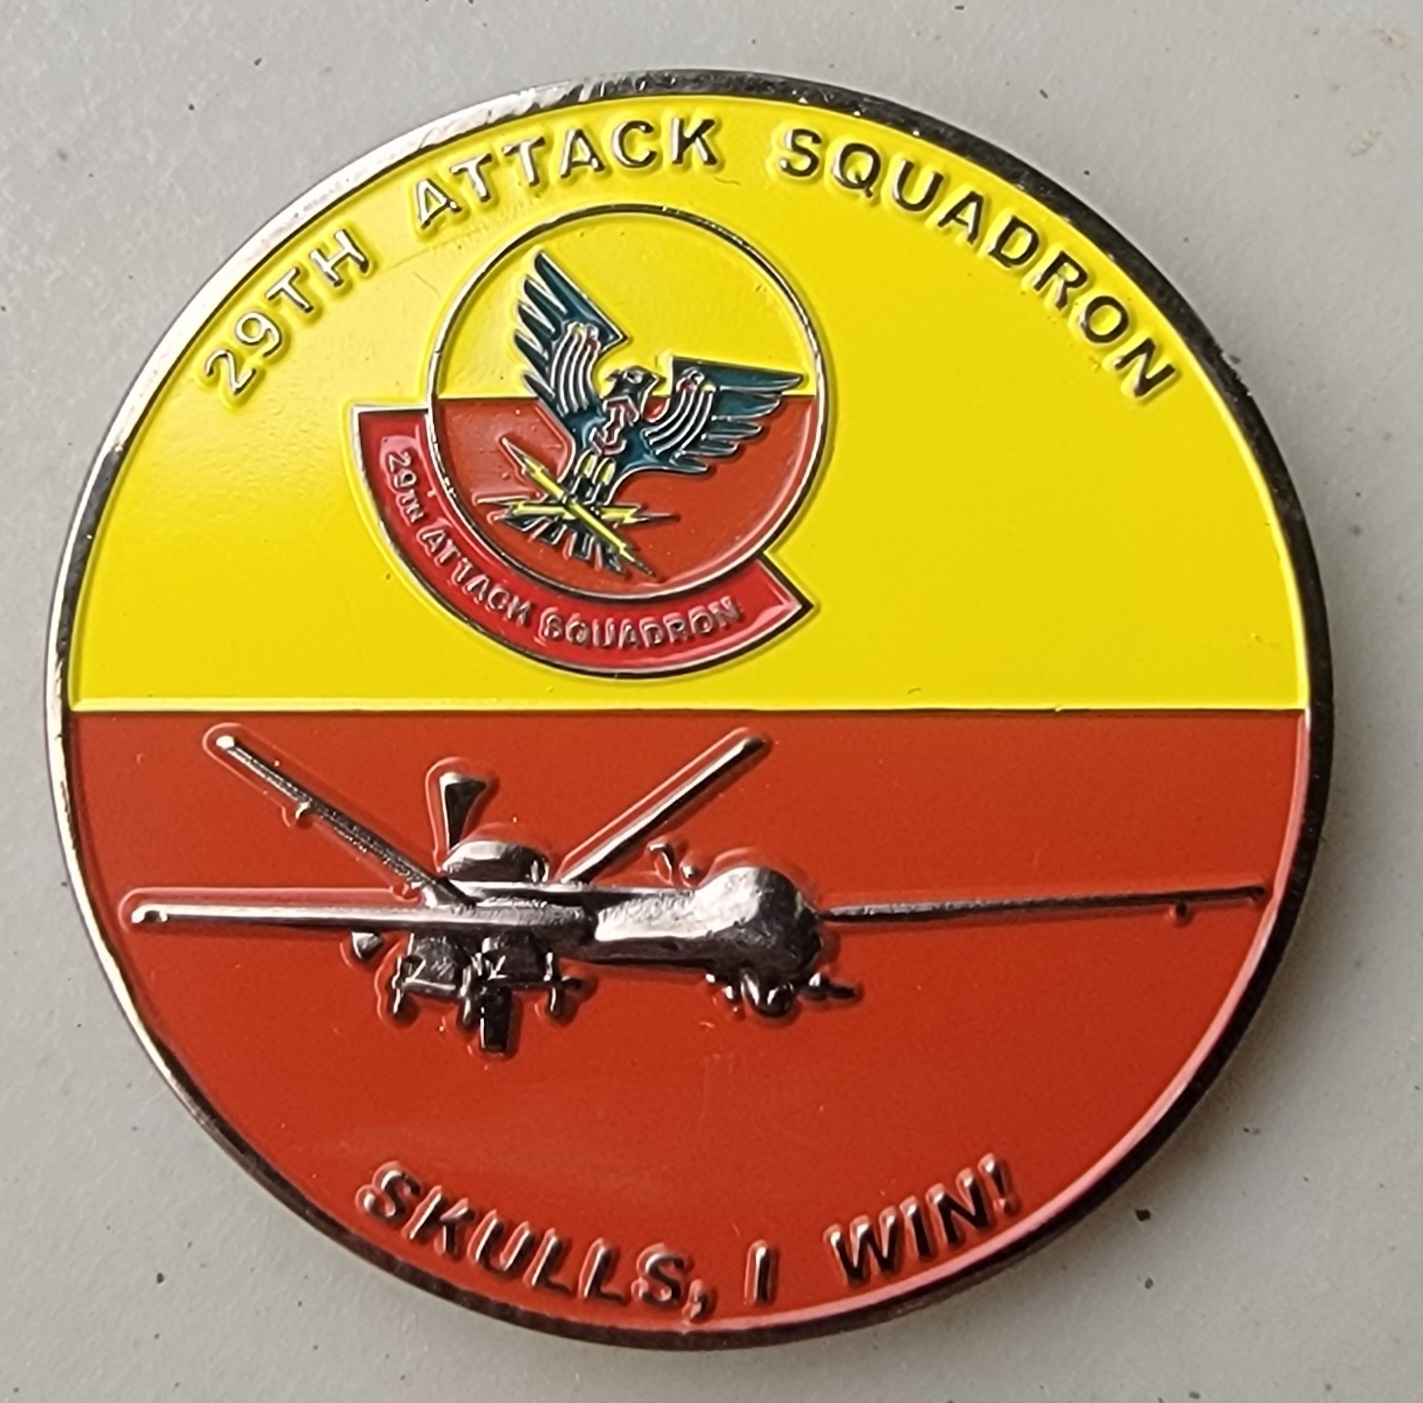 29TH ATTACK SQUADRON
29TH ATTACK SQUADRON
SKULLS, I WIN!